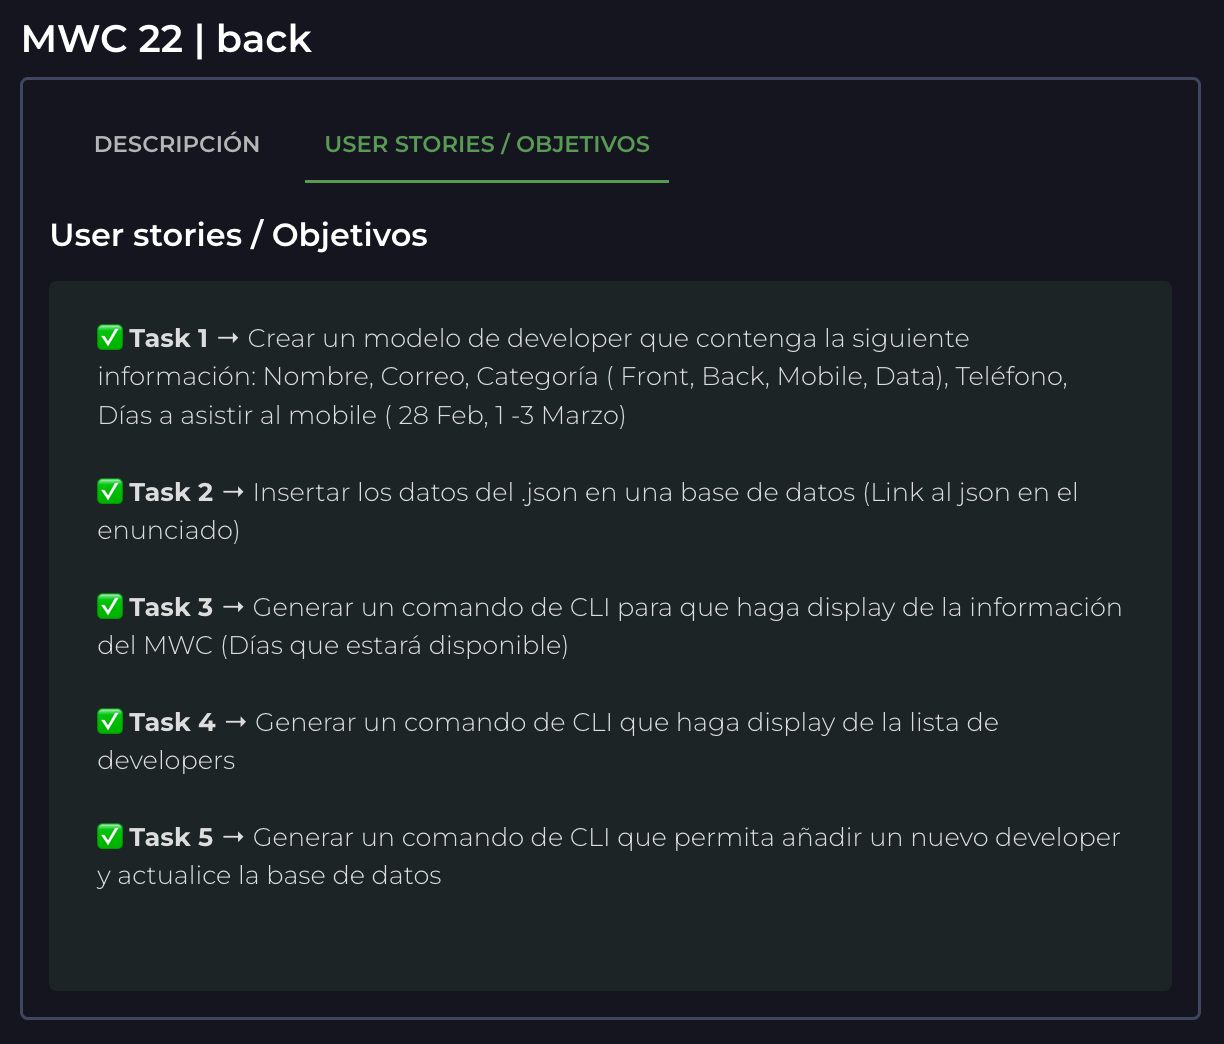 MWC 22 | back
DESCRIPCIÓN
USER STORIES / OBJETIVOS
User stories / Objetivos
✅ Task 1 → Crear un modelo de developer que contenga la siguiente
información: Nombre, Correo, Categoría ( Front, Back, Mobile, Data), Teléfono,
Días a asistir al mobile ( 28 Feb, 1 -3 Marzo)
✅ Task 2 → Insertar los datos del .json en una base de datos (Link al json en el
enunciado)
✅ Task 3 → Generar un comando de CLI para que haga display de la información
del MWC (Días que estará disponible)
✅ Task 4 → Generar un comando de CLI que haga display de la lista de
developers
✅ Task 5 → Generar un comando de CLI que permita añadir un nuevo developer
y actualice la base de datos